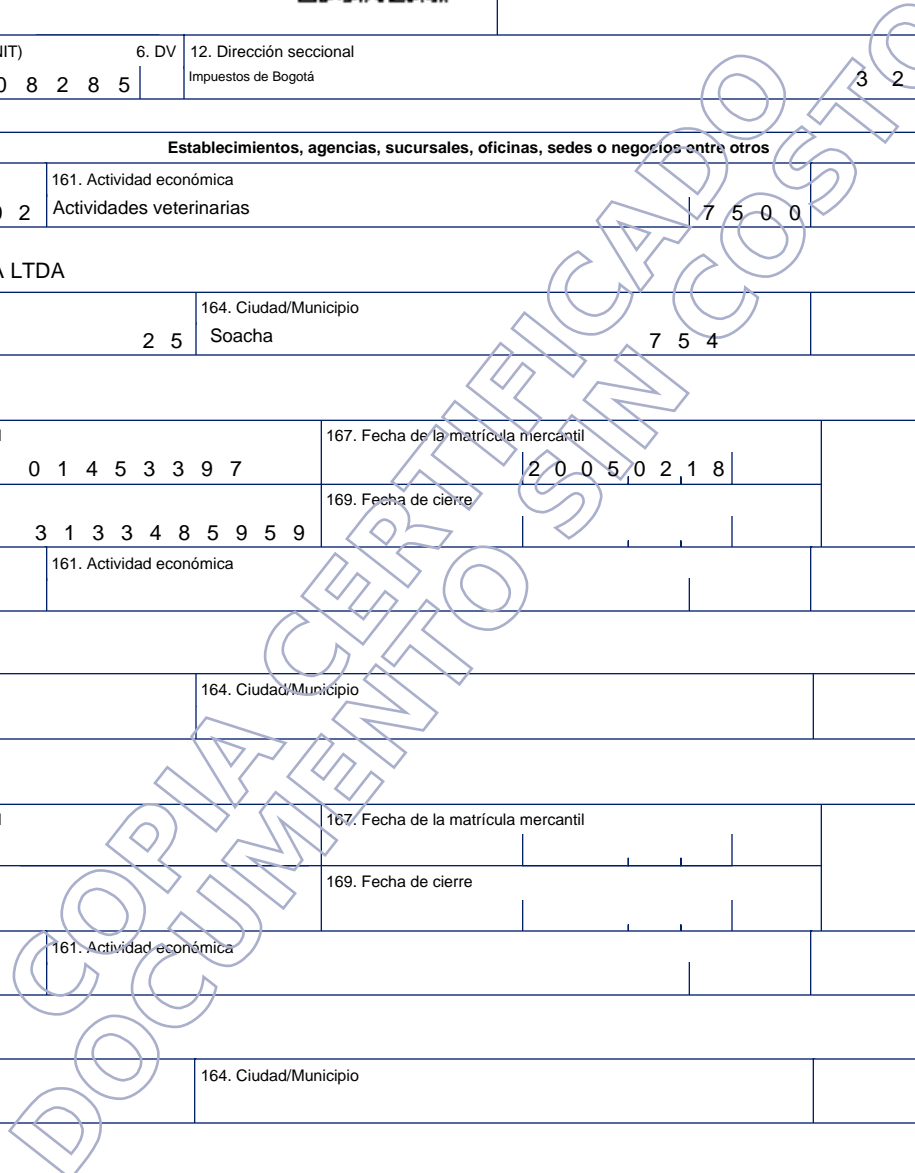 NIT) 6. DV 12. Dirección seccional
0 8 2 8 5 Impuestos de Bogotá 3 2
Establecimientos, agencias, sucursales, oficinas, sedes o negocios entre otros
161. Actividad económica
0 2 Actividades veterinarias 7 5 0 0
A LTDA
164. Ciudad/Municipio
2 5 Soacha 7 5 4
167. Fecha de la matrícula mercantil
0 1 4 5 3 3 9 7 2 0 0 5 0 2 1 8
169. Fecha de cierre
3 1 3 3 4 8 5 9 5 9
161. Actividad económica
164. Ciudad/Municipio
167. Fecha de la matrícula mercantil
169. Fecha de cierre
161. Actividad económica
164. Ciudad/Municipio
COPIA CERTIFICADO
DOCUMENTO SIN COSTO